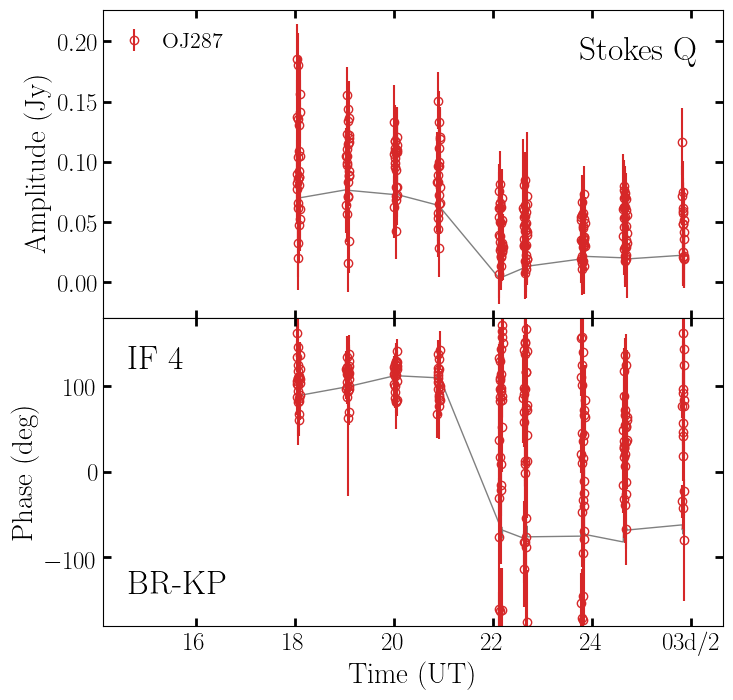 OJ287
Stokes Q
0.20
0.15
0.10
0.05
0.00
Amplitude (Jy)
IF 4
100
0
−100
Phase (deg)
BR-KP
16 18 20 22 24 03d/2
Time (UT)